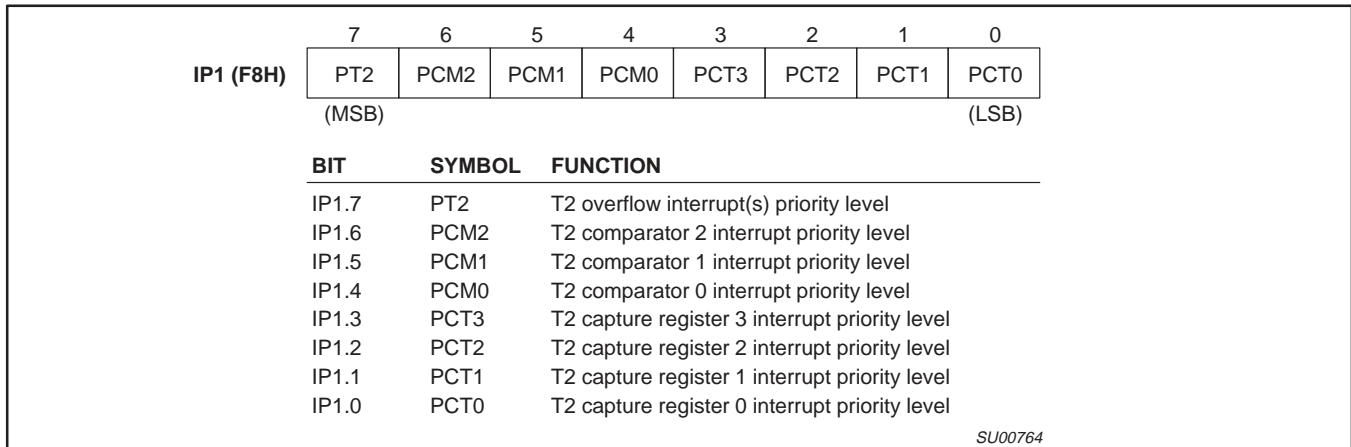 7 6 5 4 3 2 1 0
IP1 (F8H) PT2 PCM2 PCM1 PCM0 PCT3 PCT2 PCT1 PCT0
(MSB) (LSB)
BIT SYMBOL FUNCTION
IP1.7 PT2 T2 overflow interrupt(s) priority level
IP1.6 PCM2 T2 comparator 2 interrupt priority level
IP1.5 PCM1 T2 comparator 1 interrupt priority level
IP1.4 PCM0 T2 comparator 0 interrupt priority level
IP1.3 PCT3 T2 capture register 3 interrupt priority level
IP1.2 PCT2 T2 capture register 2 interrupt priority level
IP1.1 PCT1 T2 capture register 1 interrupt priority level
IP1.0 PCT0 T2 capture register 0 interrupt priority level
SU00764